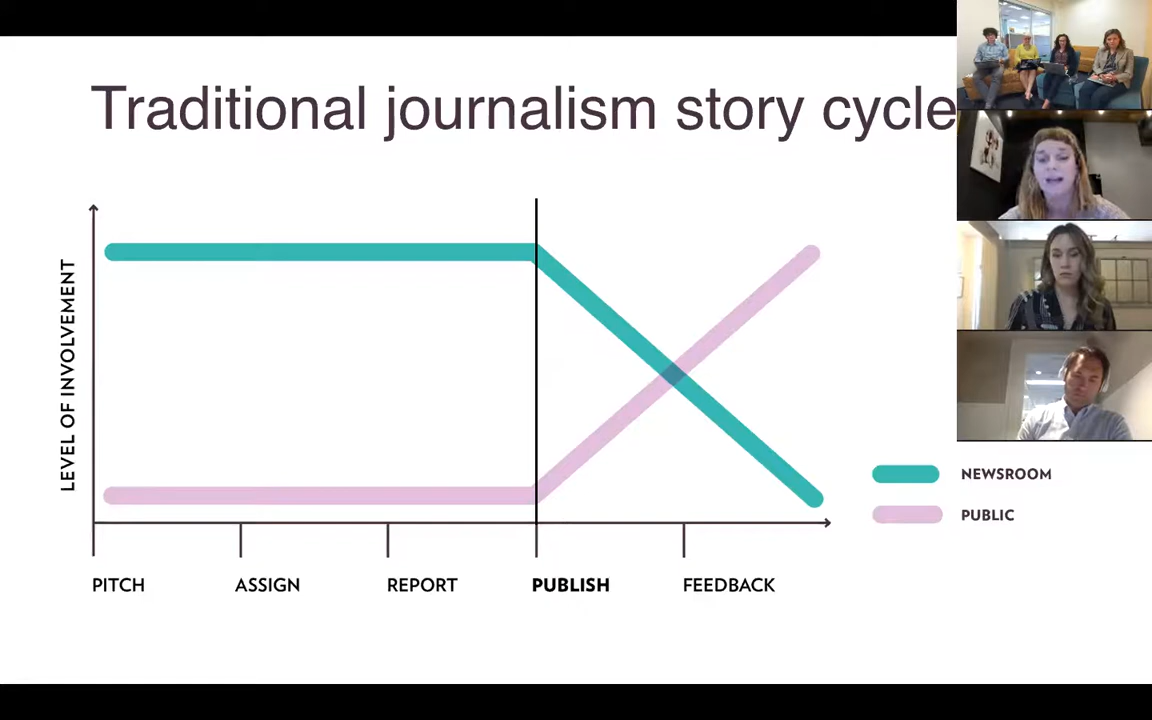 Traditional journalism story cycle
LEVEL OF INVOLVEMENT
NEWSROOM
PUBLIC
PITCH
ASSIGN
REPORT
PUBLISH
FEEDBACK